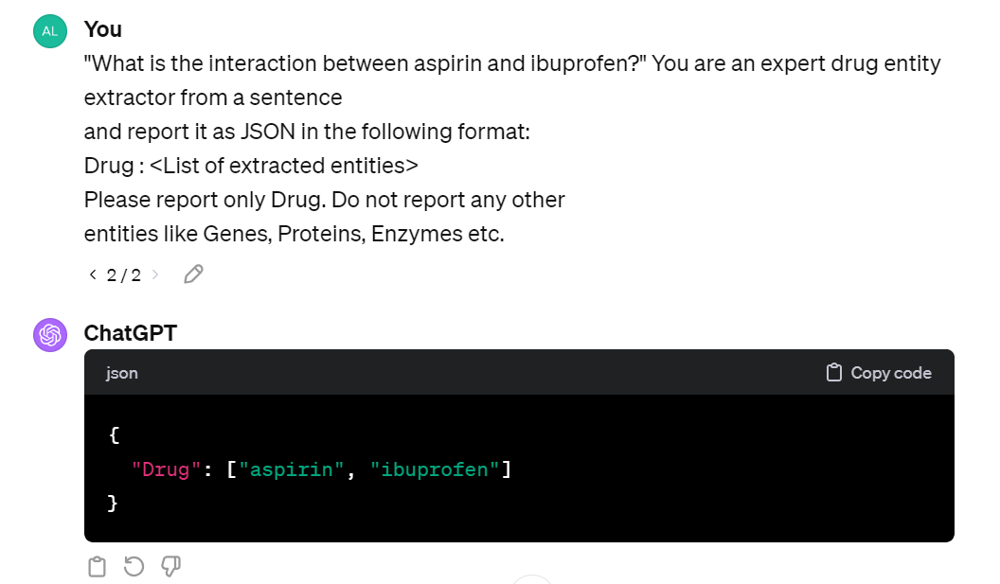 AL
You
"What is the interaction between aspirin and ibuprofen?" You are an expert drug entity
extractor from a sentence
and report it as JSON in the following format:
Drug : <List of extracted entities>
Please report only Drug. Do not report any other
entities like Genes, Proteins, Enzymes etc.
< 2 / 2 >
ChatGPT
json Copy code
{
"Drug": ["aspirin", "ibuprofen"]
}